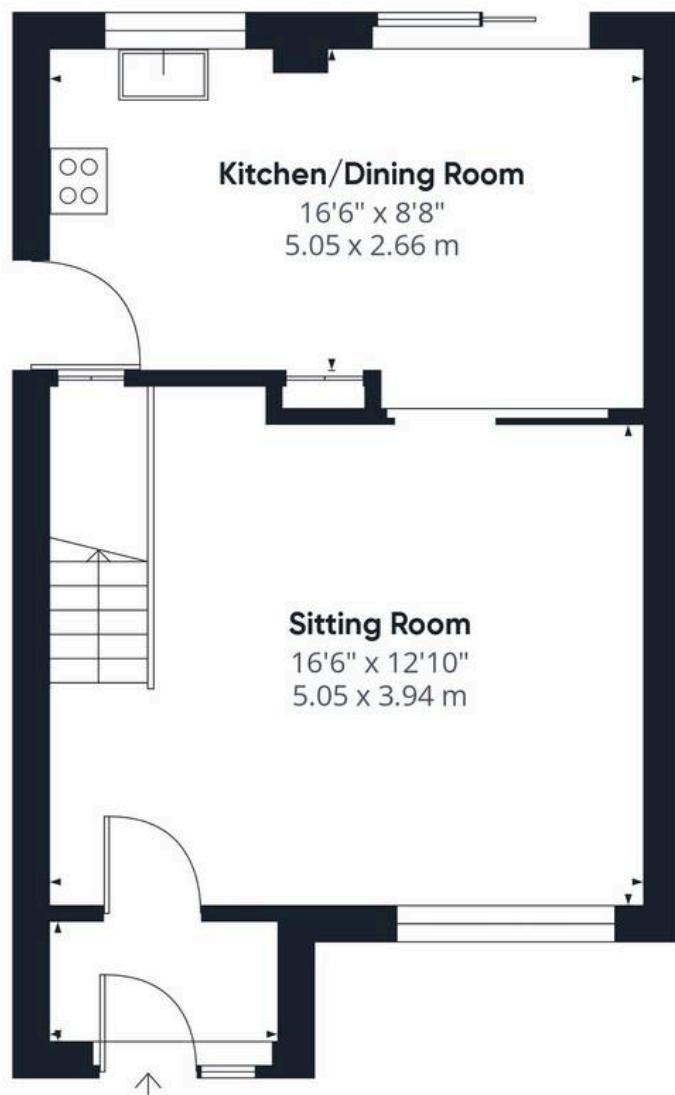 Kitchen/Dining Room
16'6" x 8'8"
5.05 x 2.66 m
Sitting Room
16'6" x 12'10"
5.05 x 3.94 m